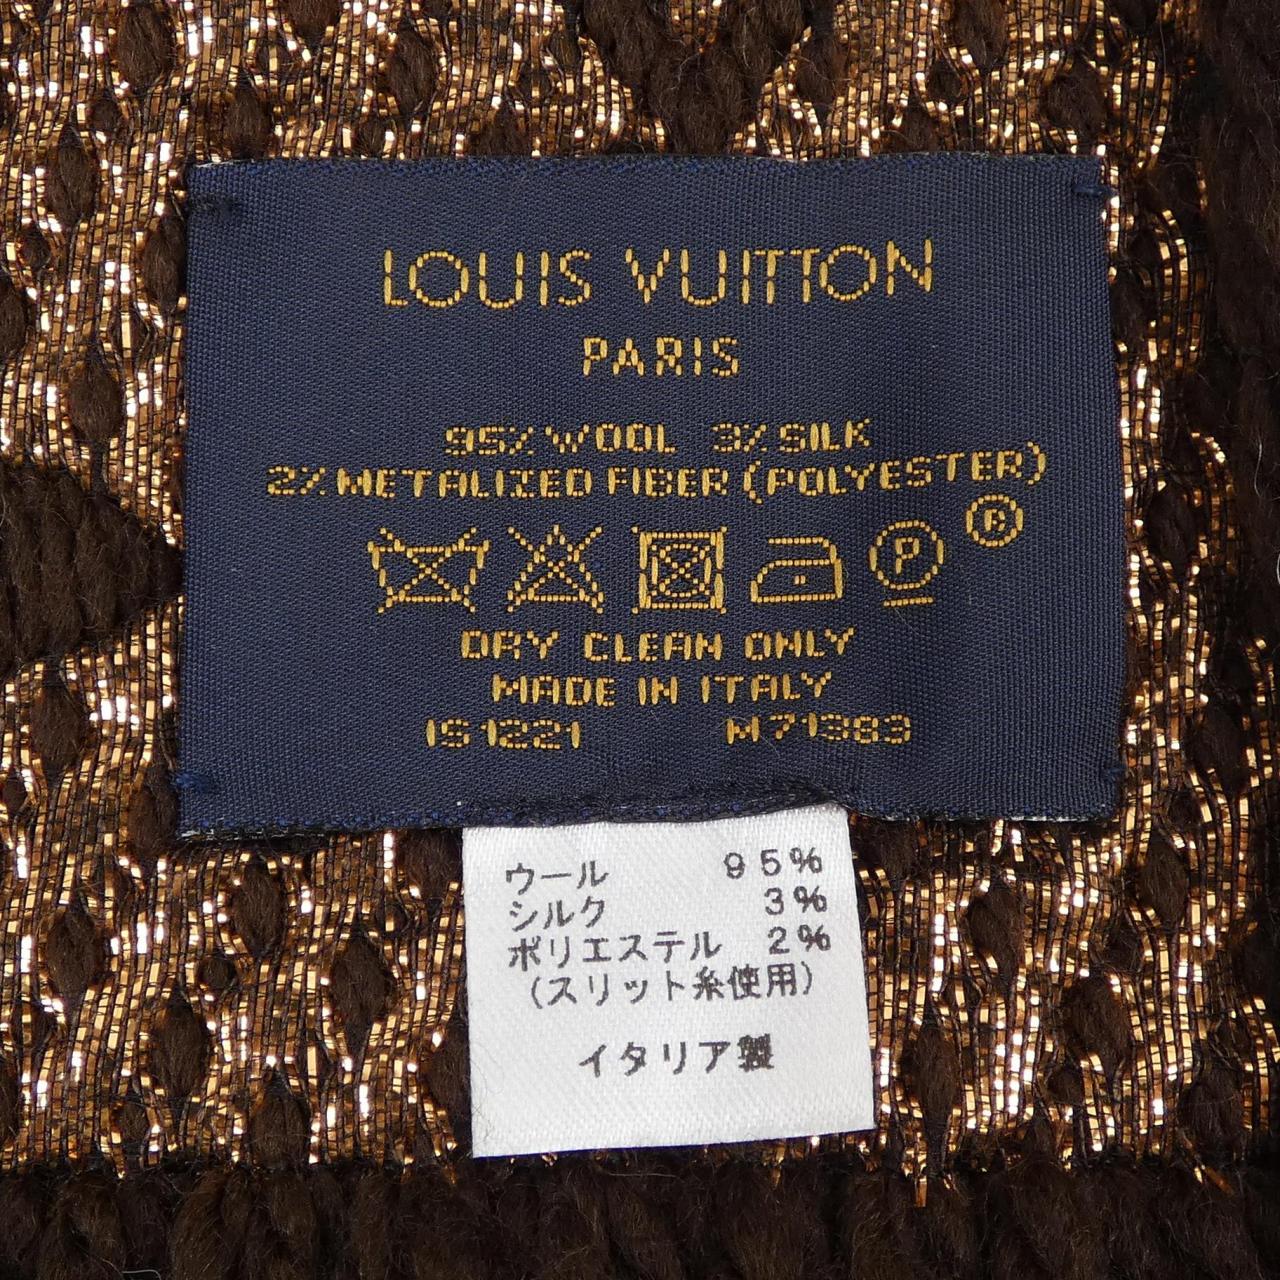 LOUIS VUITTON
PARIS
95% WOOL 3% SILK
2% METALIZED FIBER (POLYESTER)
P ®
DRY CLEAN ONLY
MADE IN ITALY
IS1221 M71383
ウール 95%
シルク 3%
ポリエステル 2%
(スリット糸使用)
イタリア製